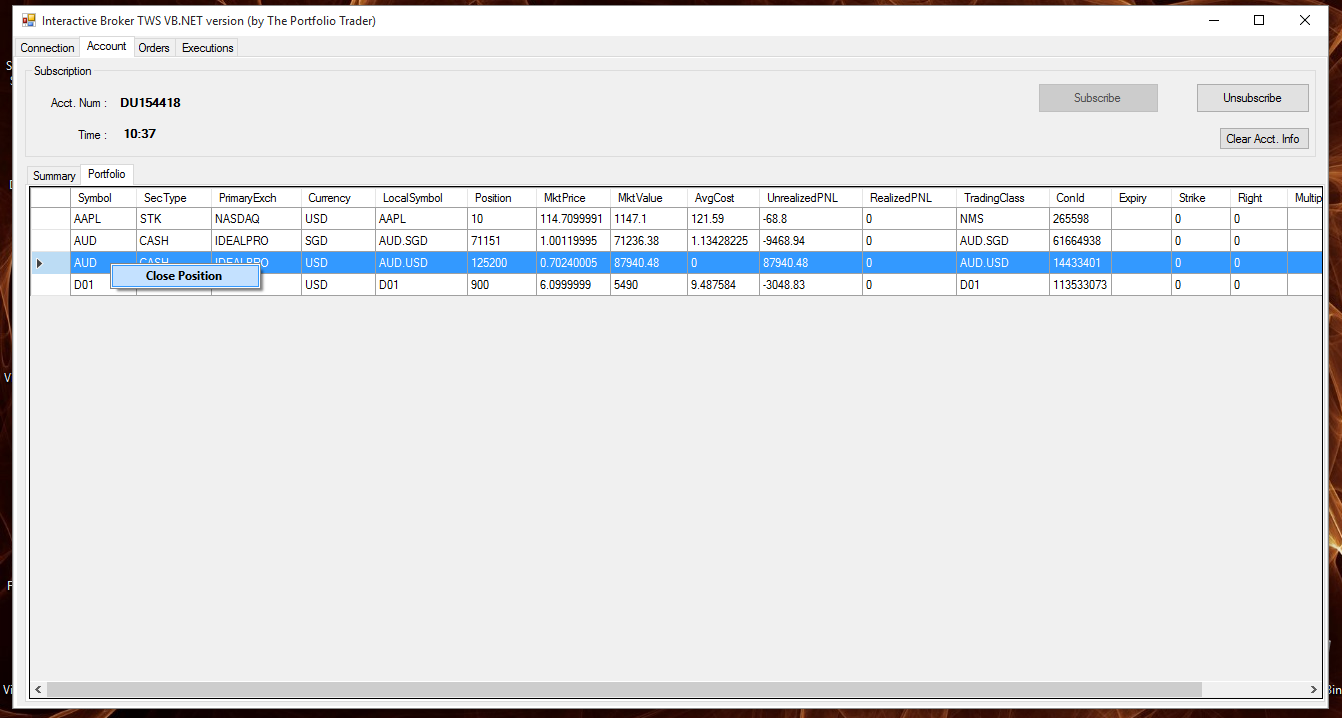 Interactive Broker TWS VB.NET version (by The Portfolio Trader)
Connection Account Orders Executions
Subscription
Acct. Num : DU154418
Subscribe Unsubscribe
Time : 10:37
Clear Acct. Info
Summary Portfolio
Symbol SecType PrimaryExch Currency LocalSymbol Position MktPrice MktValue AvgCost UnrealizedPNL RealizedPNL TradingClass ConId Expiry Strike Right Multip
AAPL STK NASDAQ USD AAPL 10 114.7099991 1147.1 121.59 -68.8 0 NMS 265598 0 0
AUD CASH IDEALPRO SGD AUD.SGD 71151 1.00119995 71236.38 1.13428225 -9468.94 0 AUD.SGD 61664938 0 0
AUD CASH IDEALPRO USD AUD.USD 125200 0.70240005 87940.48 0 87940.48 0 AUD.USD 14433401 0 0
Close Position
D01 USD D01 900 6.0999999 5490 9.487584 -3048.83 0 D01 113533073 0 0